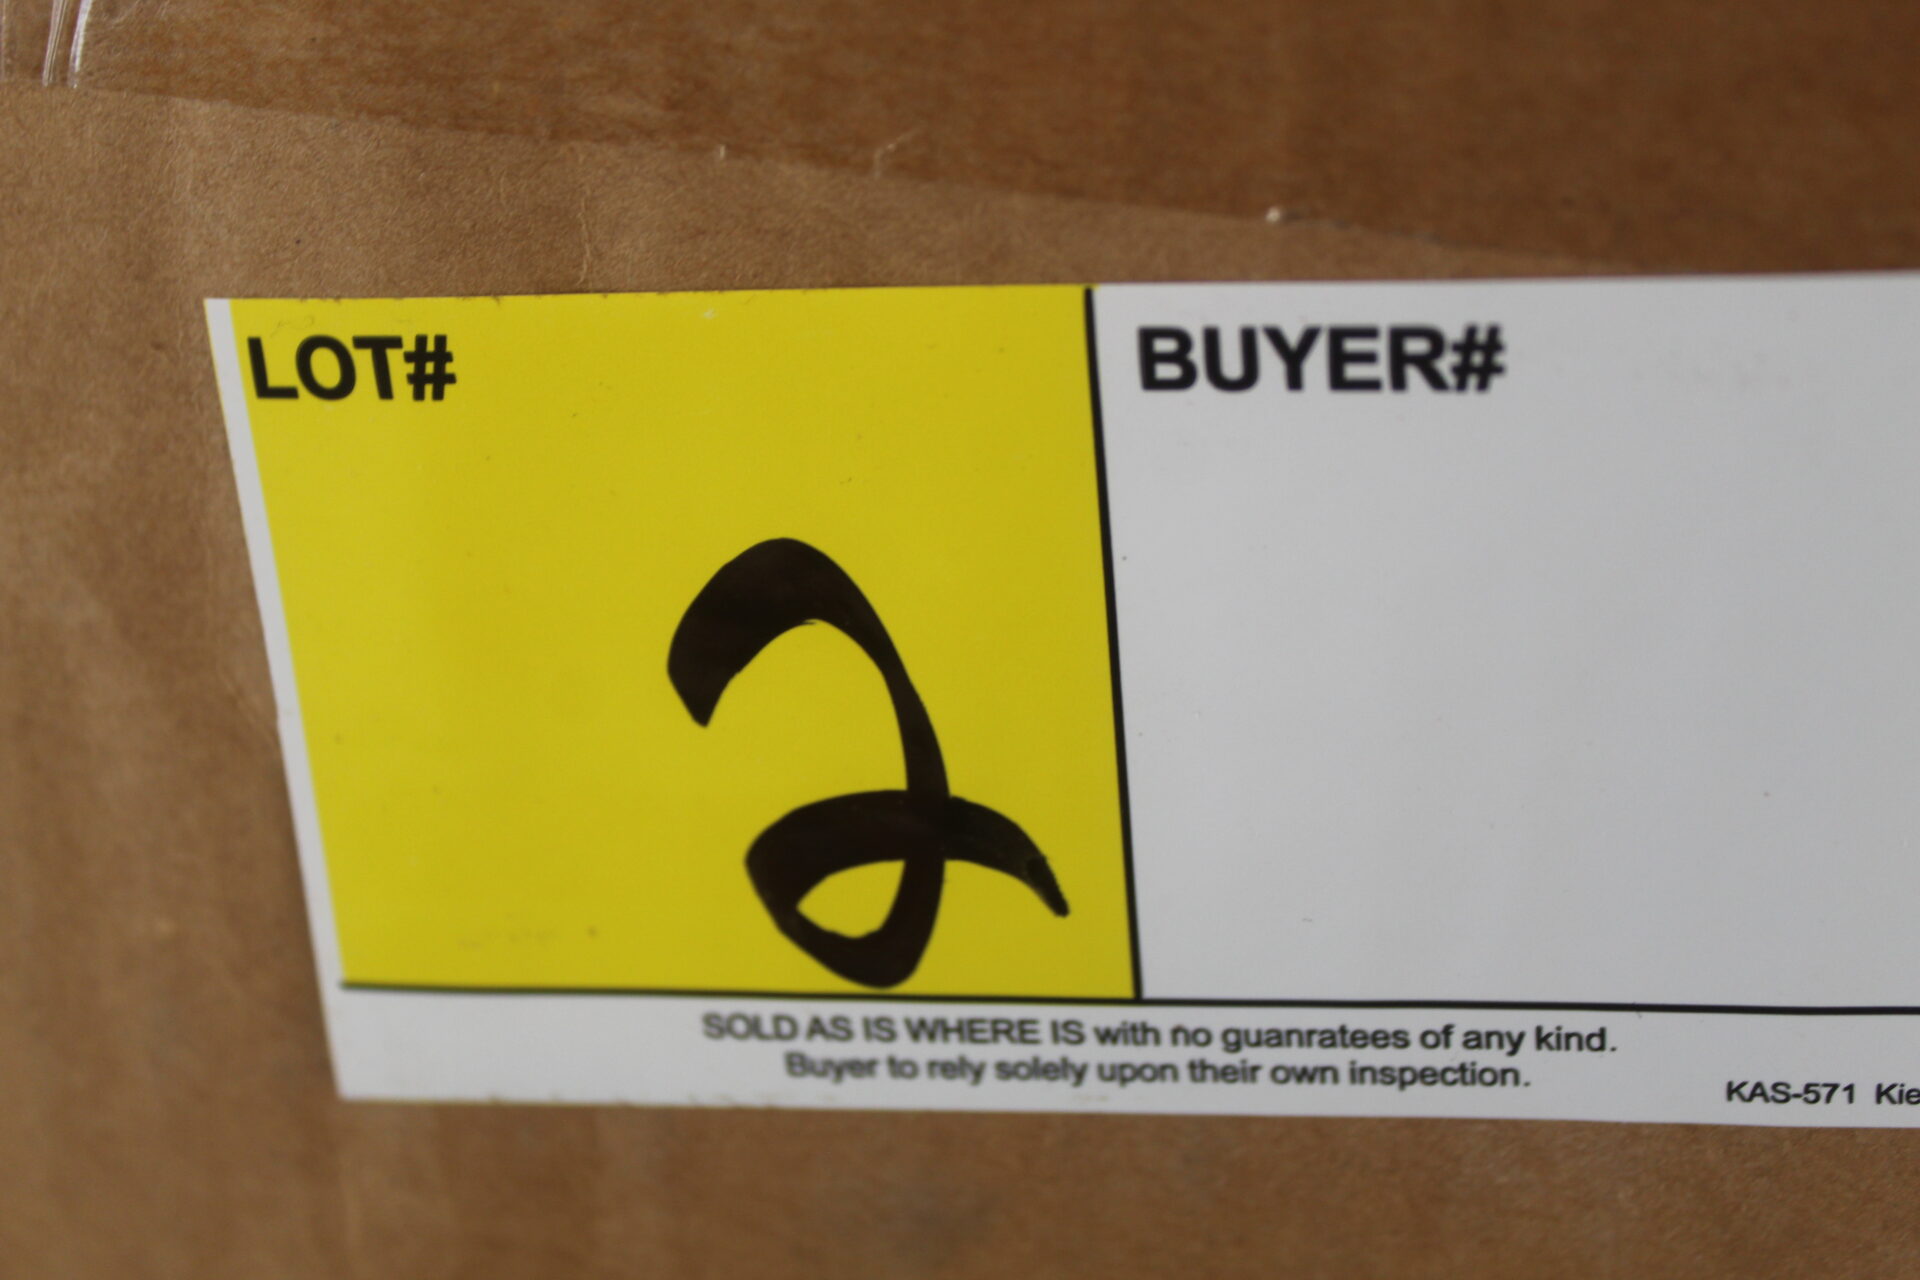 LOT#
BUYER#
2
SOLD AS IS WHERE IS with no guanratees of any kind.
Buyer to rely solely upon their own inspection.
KAS-571 Kie